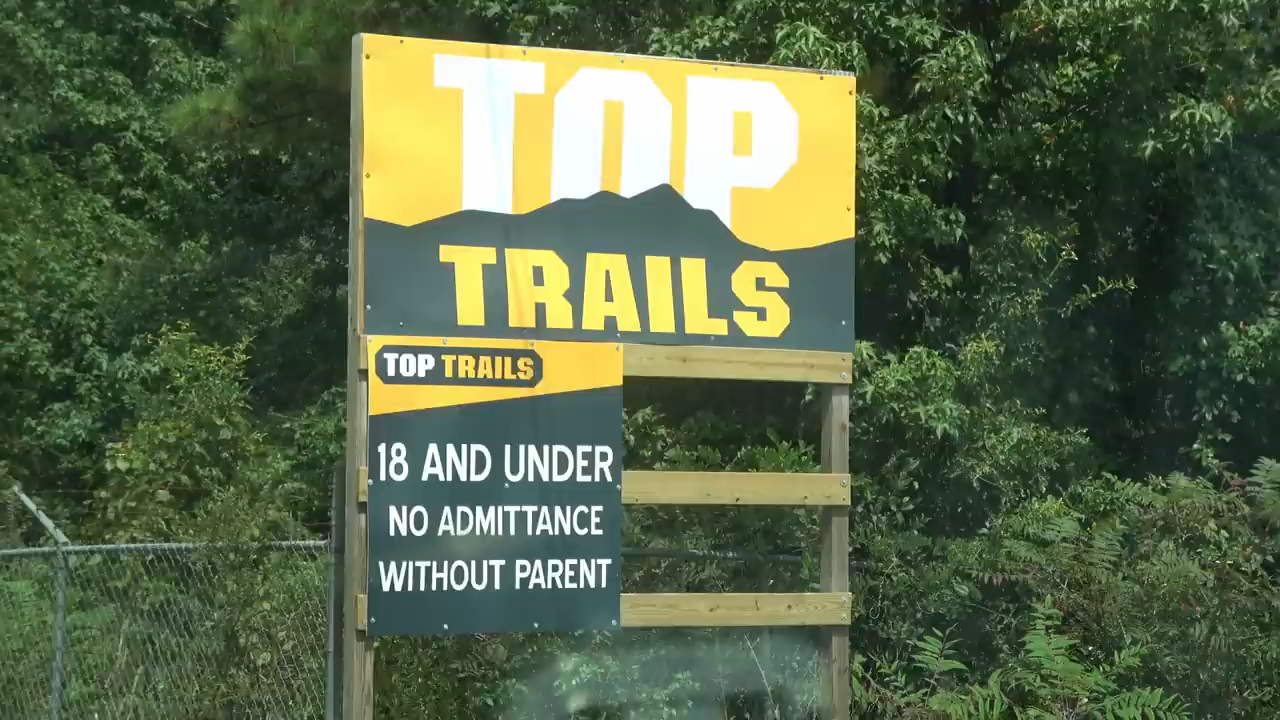 TOP
TRAILS
TOP TRAILS
18 AND UNDER
NO ADMITTANCE
WITHOUT PARENT